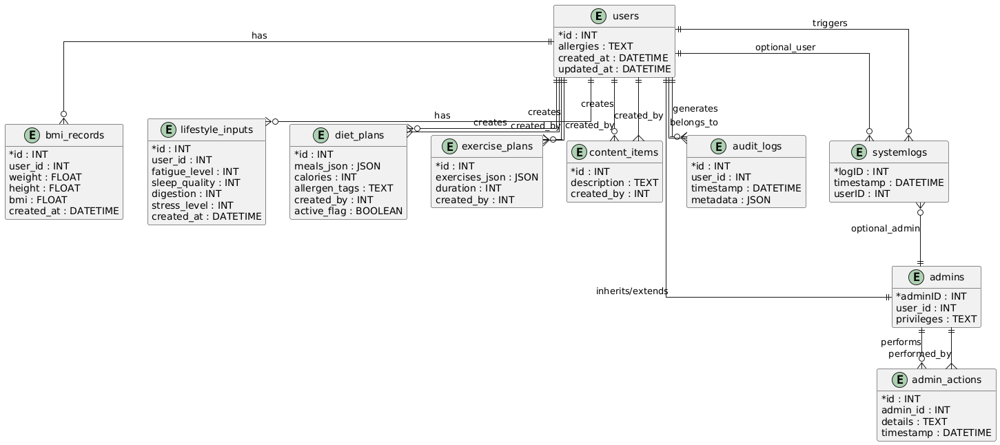 E users
*id : INT
allergies : TEXT
created_at : DATETIME
updated_at : DATETIME
triggers
has
optional_user
creates
generates
creates
has
created_by
creates
belongs_to
created_by
created_by
E bmi_records
*id : INT
user_id : INT
weight : FLOAT
height : FLOAT
bmi : FLOAT
created_at : DATETIME
E lifestyle_inputs
*id : INT
user_id : INT
fatigue_level : INT
sleep_quality : INT
digestion : INT
stress_level : INT
created_at : DATETIME
E diet_plans
*id : INT
meals_json : JSON
calories : INT
allergen_tags : TEXT
created_by : INT
active_flag : BOOLEAN
E exercise_plans
*id : INT
exercises_json : JSON
duration : INT
created_by : INT
E content_items
*id : INT
description : TEXT
created_by : INT
E audit_logs
*id : INT
user_id : INT
timestamp : DATETIME
metadata : JSON
E systemlogs
*logID : INT
timestamp : DATETIME
userID : INT
optional_admin
inherits/extends
E admins
*adminID : INT
user_id : INT
privileges : TEXT
performs
performed_by
E admin_actions
*id : INT
admin_id : INT
details : TEXT
timestamp : DATETIME